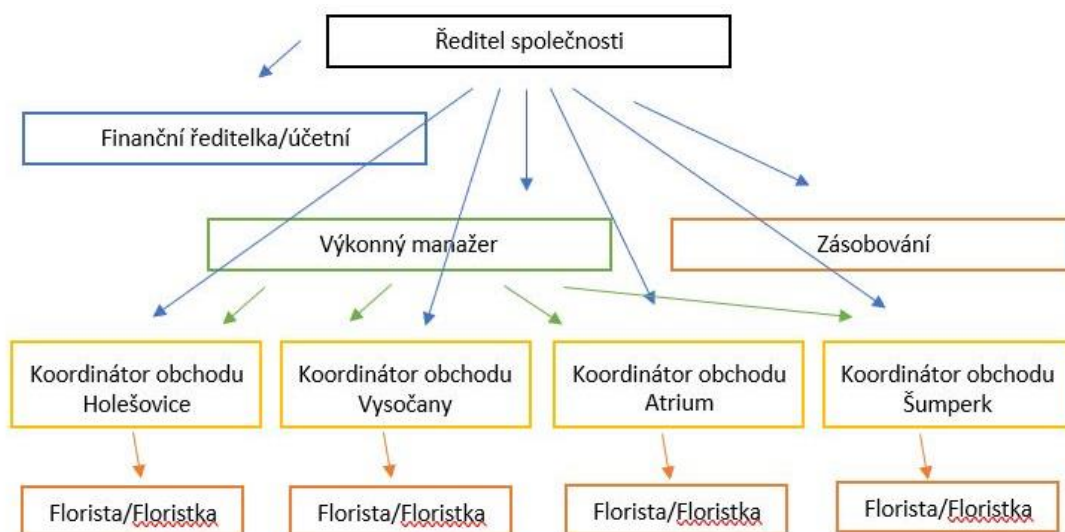 Ředitel společnosti
Finanční ředitelka/účetní
Výkonný manažer
Zásobování
Koordinátor obchodu
Holešovice
Koordinátor obchodu
Vysočany
Koordinátor obchodu
Atrium
Koordinátor obchodu
Šumperk
Florista/Floristka
Florista/Floristka
Florista/Floristka
Florista/Floristka